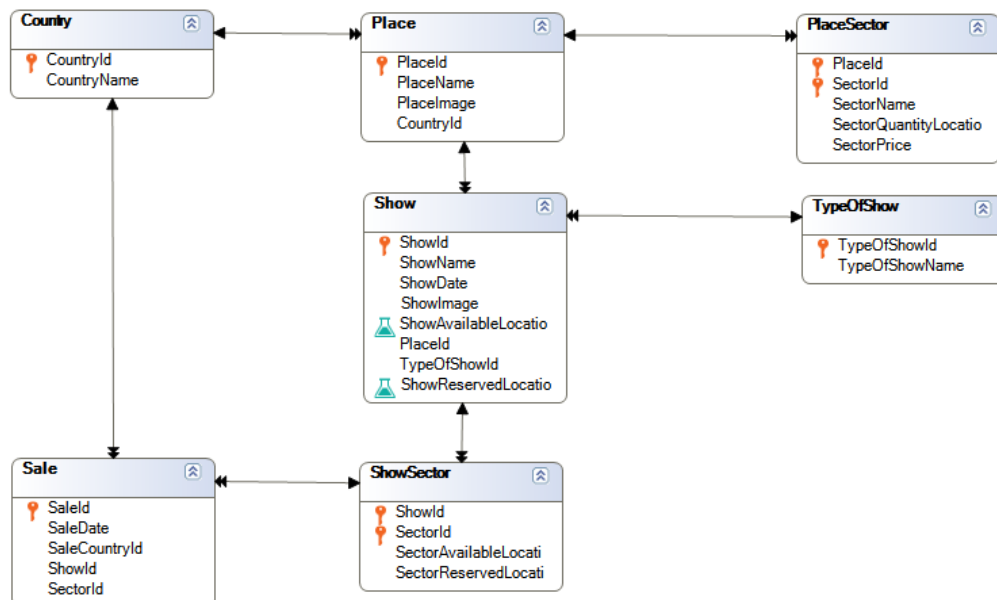 Country
CountryId
CountryName
Place
PlaceId
PlaceName
PlaceImage
CountryId
PlaceSector
PlaceId
SectorId
SectorName
SectorQuantityLocatio
SectorPrice
Show
ShowId
ShowName
ShowDate
ShowImage
ShowAvailableLocatio
PlaceId
TypeOfShowId
ShowReservedLocatio
TypeOfShow
TypeOfShowId
TypeOfShowName
Sale
SaleId
SaleDate
SaleCountryId
ShowId
SectorId
ShowSector
ShowId
SectorId
SectorAvailableLocati
SectorReservedLocati